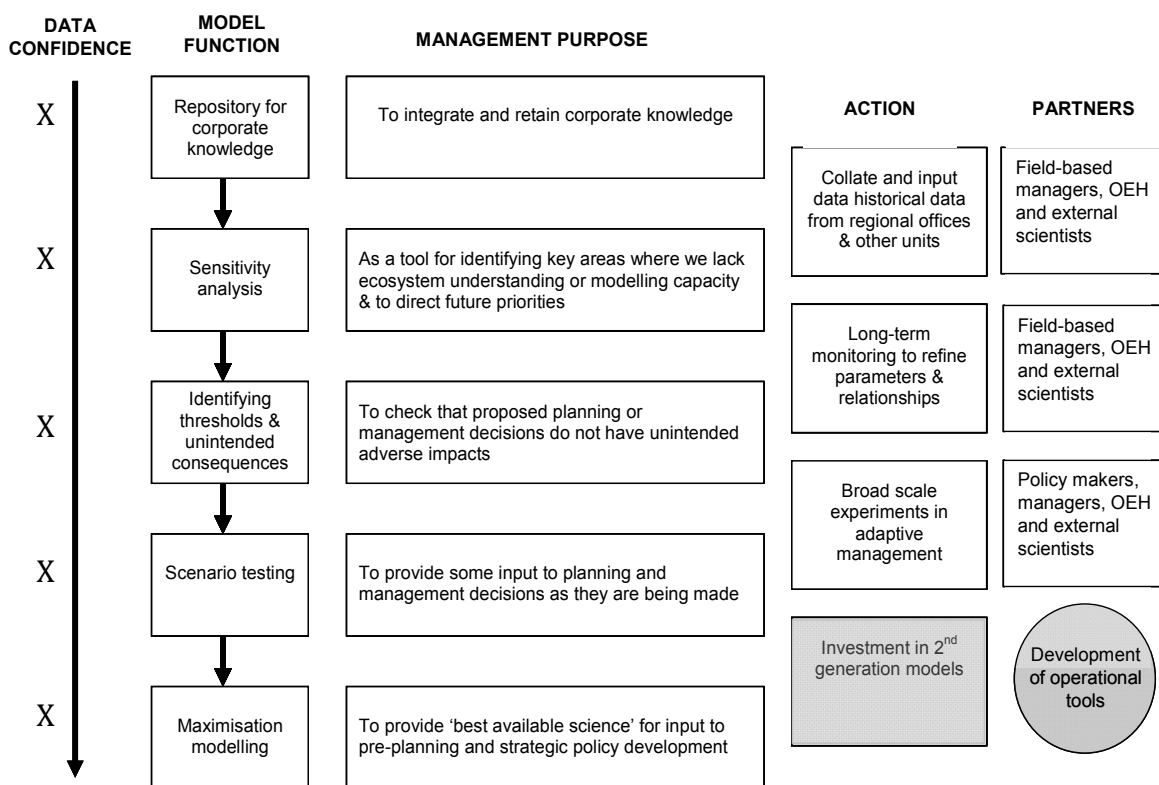 DATA
CONFIDENCE
MODEL
FUNCTION
MANAGEMENT PURPOSE
ACTION
PARTNERS
X
Repository for
corporate
knowledge
To integrate and retain corporate knowledge
Collate and input
data historical data
from regional offices
& other units
Field-based
managers, OEH
and external
scientists
X
Sensitivity
analysis
As a tool for identifying key areas where we lack
ecosystem understanding or modelling capacity
& to direct future priorities
Long-term
monitoring to refine
parameters &
relationships
Field-based
managers, OEH
and external
scientists
X
Identifying
thresholds &
unintended
consequences
To check that proposed planning or
management decisions do not have unintended
adverse impacts
Broad scale
experiments in
adaptive
management
Policy makers,
managers, OEH
and external
scientists
X
Scenario testing
To provide some input to planning and
management decisions as they are being made
Investment in 2nd
generation models
Development
of operational
tools
X
Maximisation
modelling
To provide ‘best available science’ for input to
pre-planning and strategic policy development